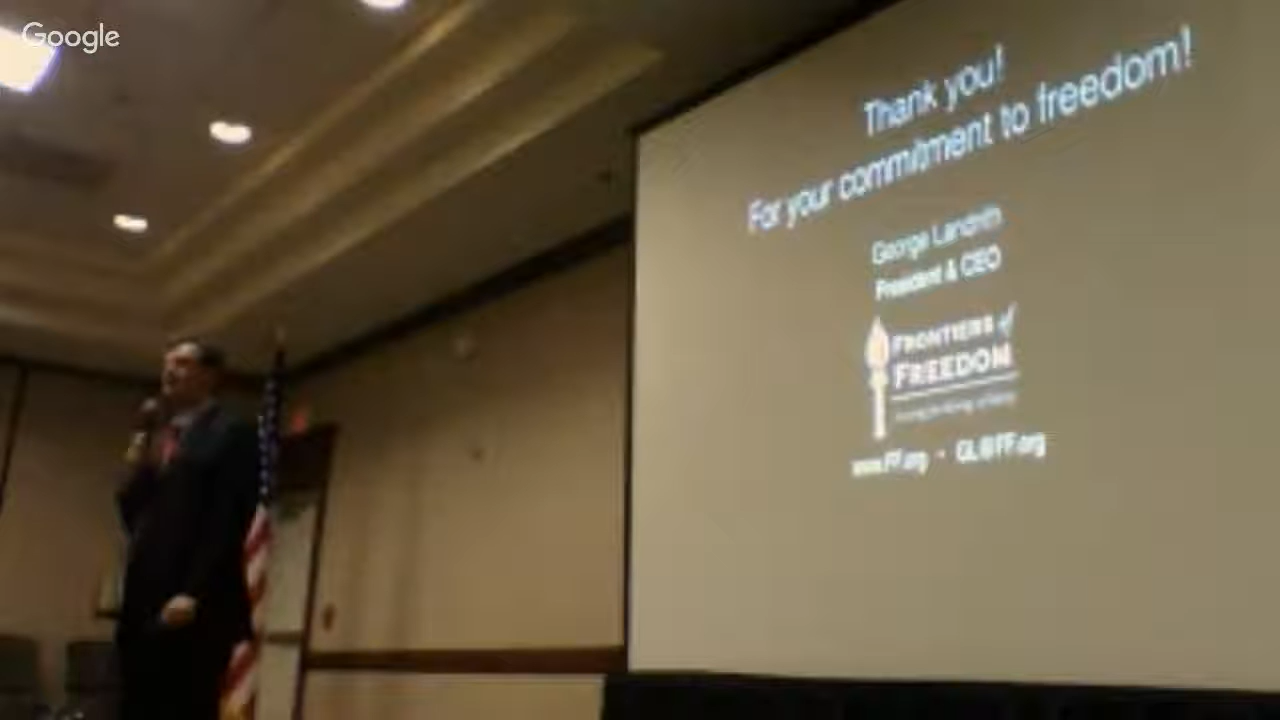 Google
Thank you!
For your commitment to freedom!
George Landrith
President & CEO
FRONTIERS of
FREEDOM
www.FF.org - GL@FF.org